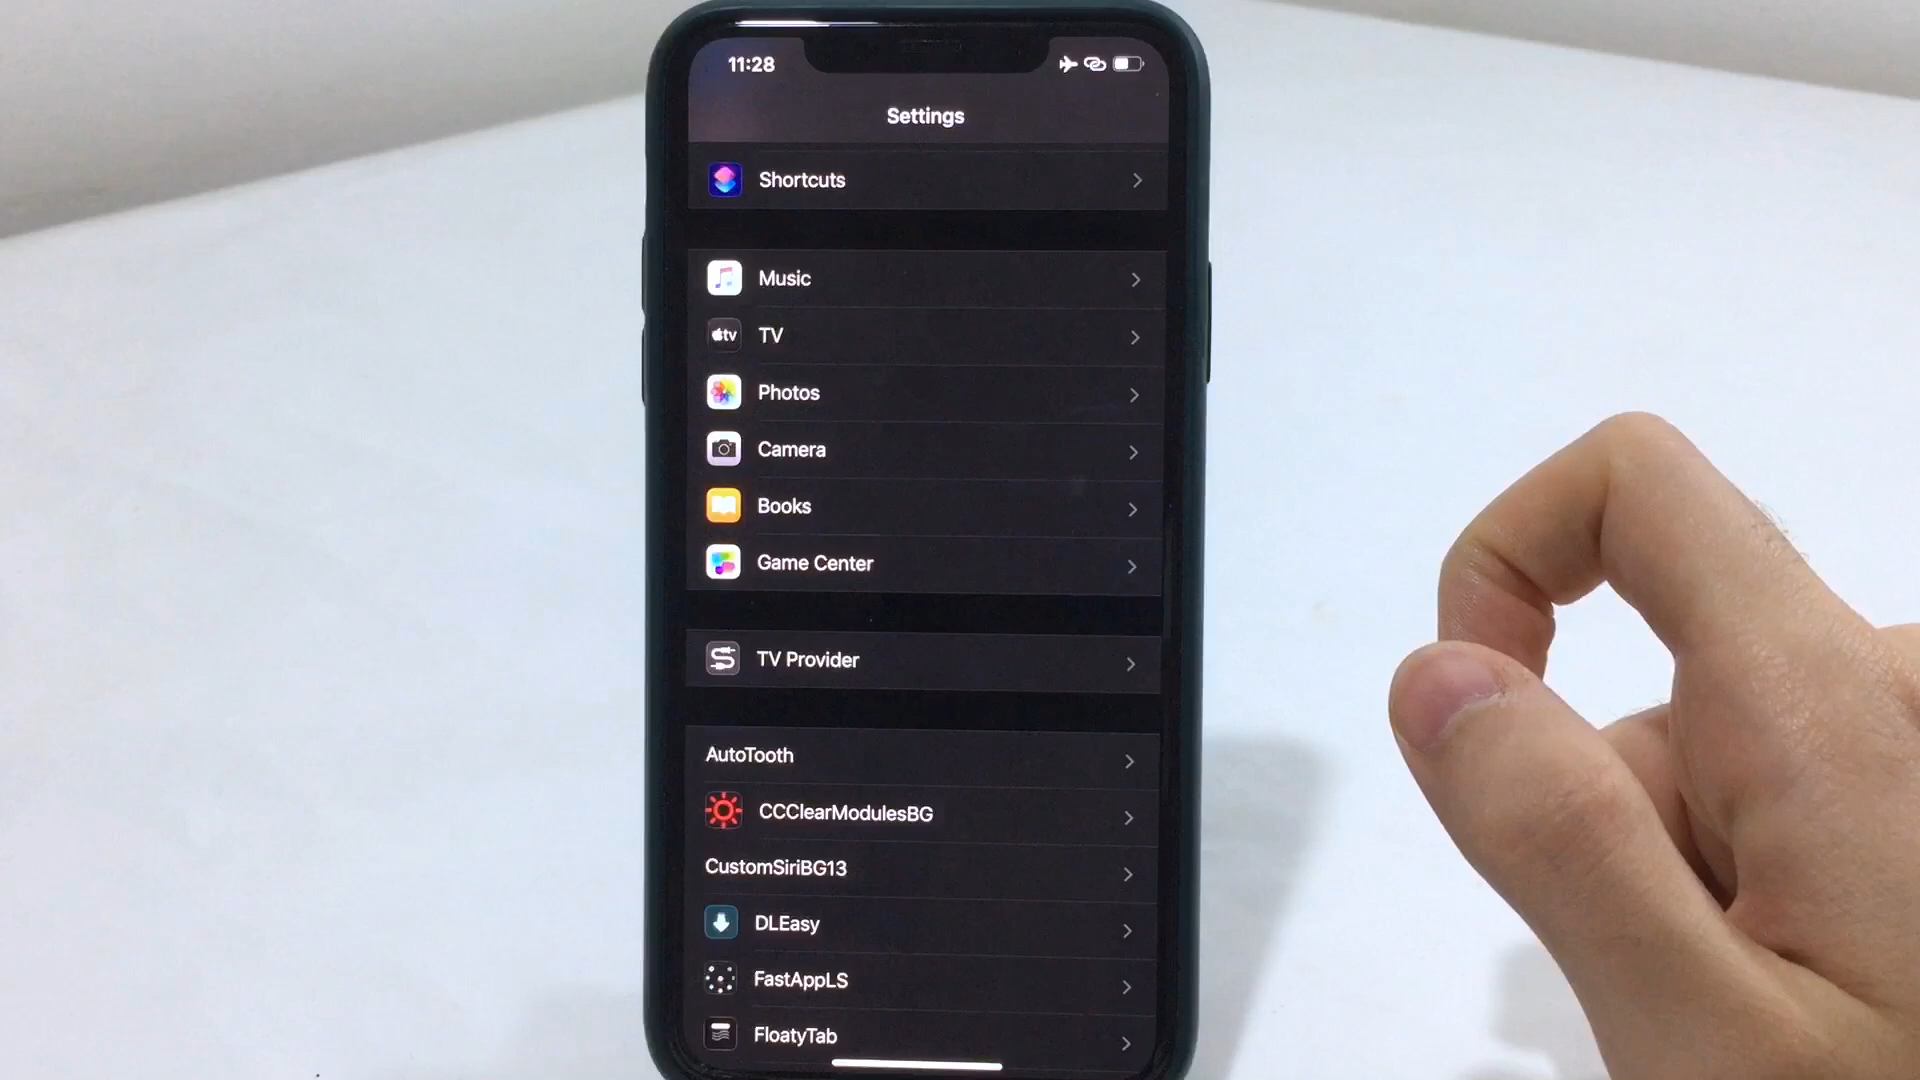 11:28
Settings
Shortcuts
Music
tv TV
Photos
Camera
Books
Game Center
TV Provider
AutoTooth
CCClearModulesBG
CustomSiriBG13
DLEasy
FastAppLS
FloatyTab